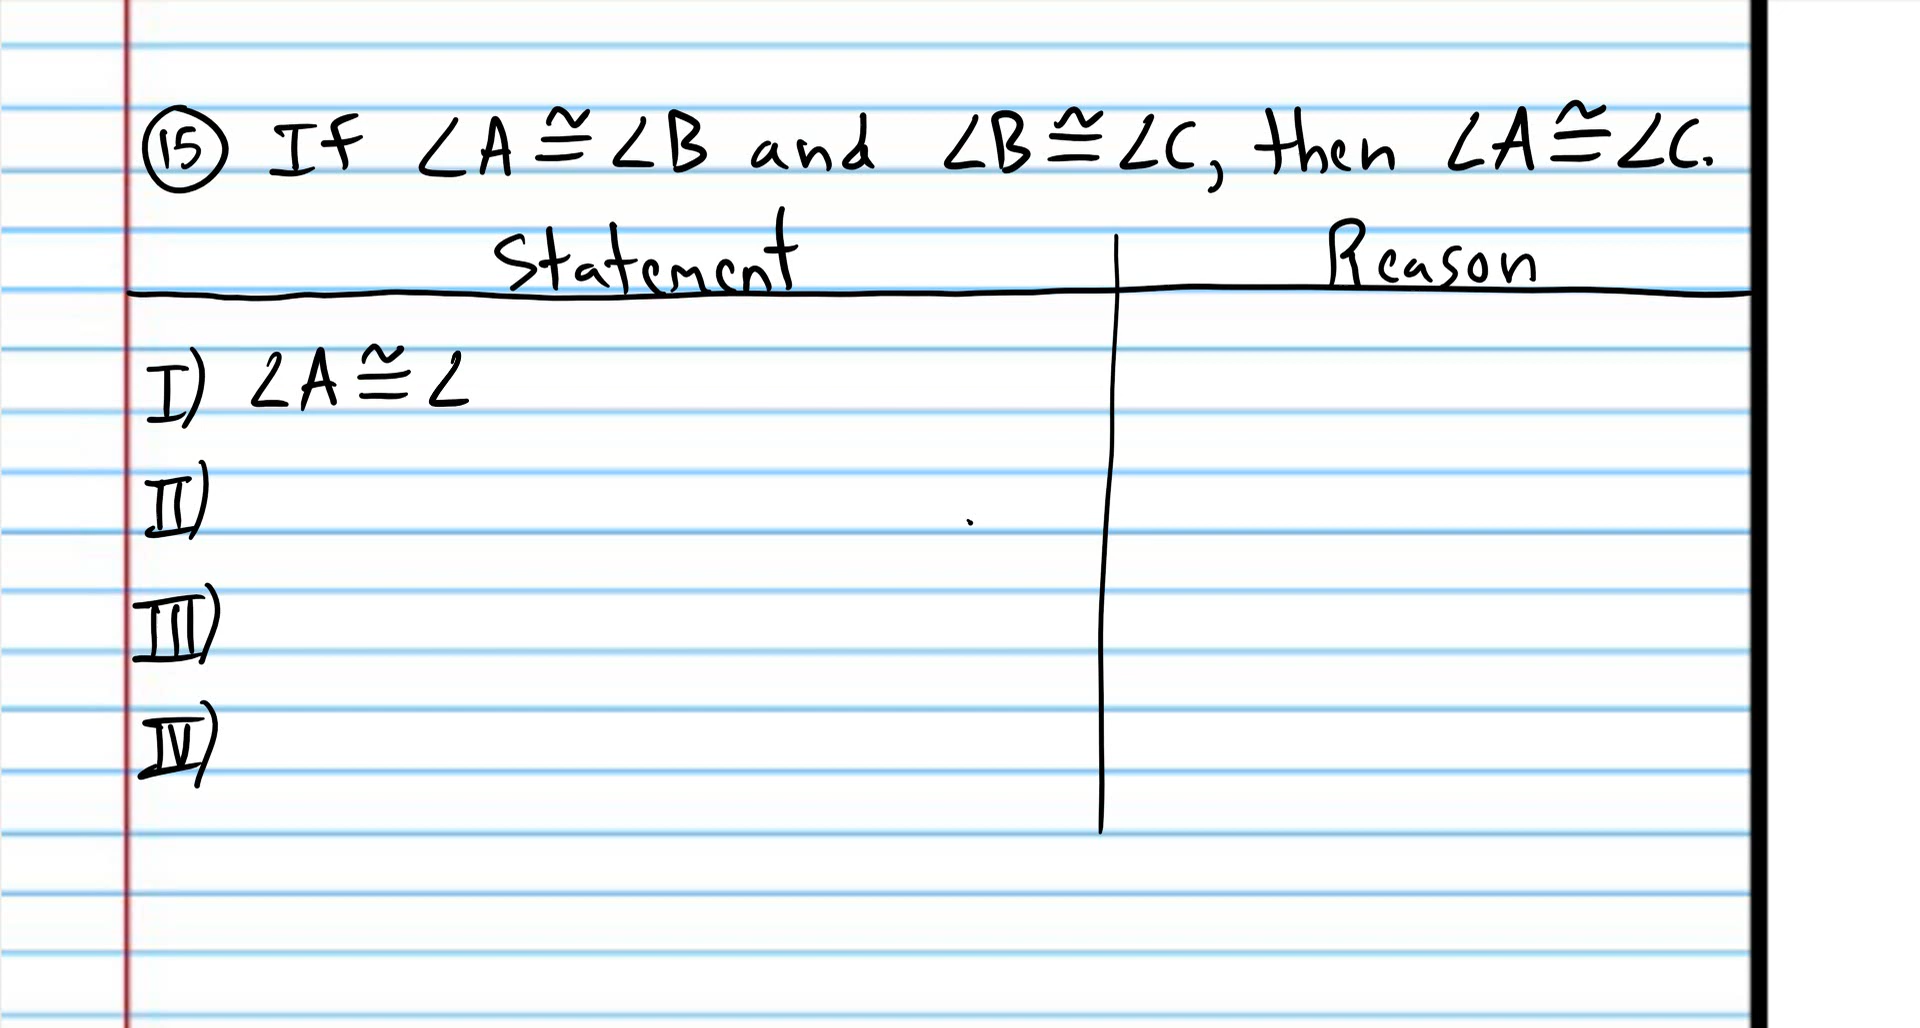 15 If ∠A ≅ ∠B and ∠B ≅ ∠C, then ∠A ≅ ∠C.
Statement Reason
I) ∠A ≅ ∠
II)
III)
IV)